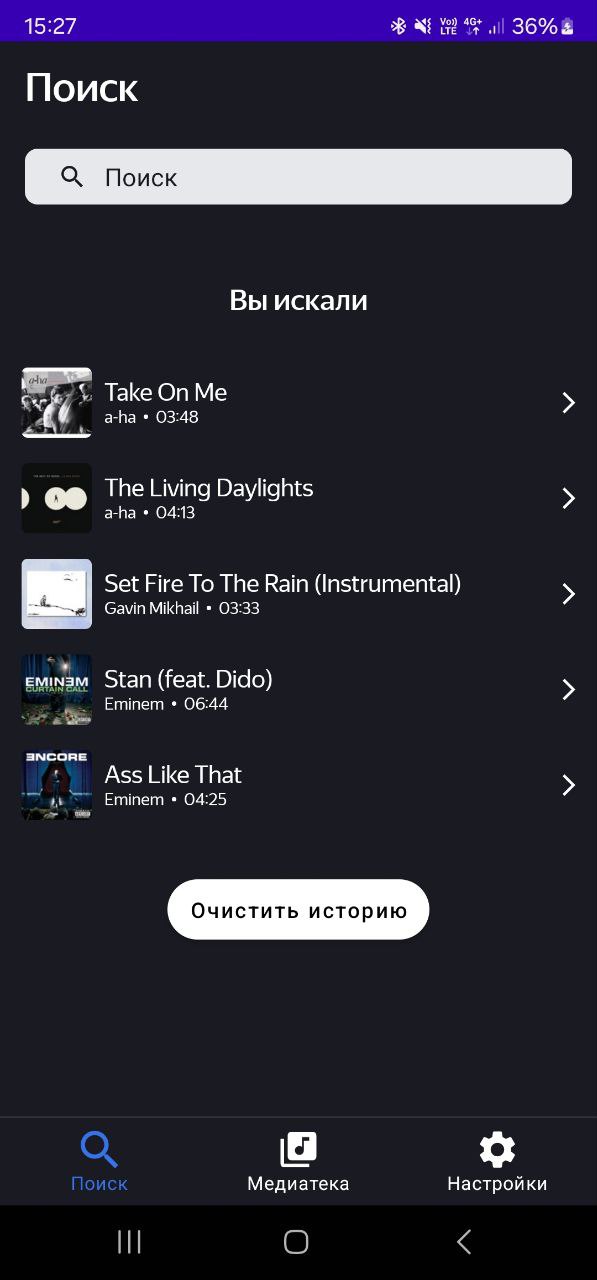 15:27
Vo)) LTE 4G+ 36%
Поиск
Поиск
Вы искали
a-ha
Take On Me
a-ha • 03:48
The Living Daylights
a-ha • 04:13
Set Fire To The Rain (Instrumental)
Gavin Mikhail • 03:33
EMINƎM
CURTAIN CALL
Stan (feat. Dido)
Eminem • 06:44
ƎNCORE
Ass Like That
Eminem • 04:25
Очистить историю
Поиск Медиатека Настройки